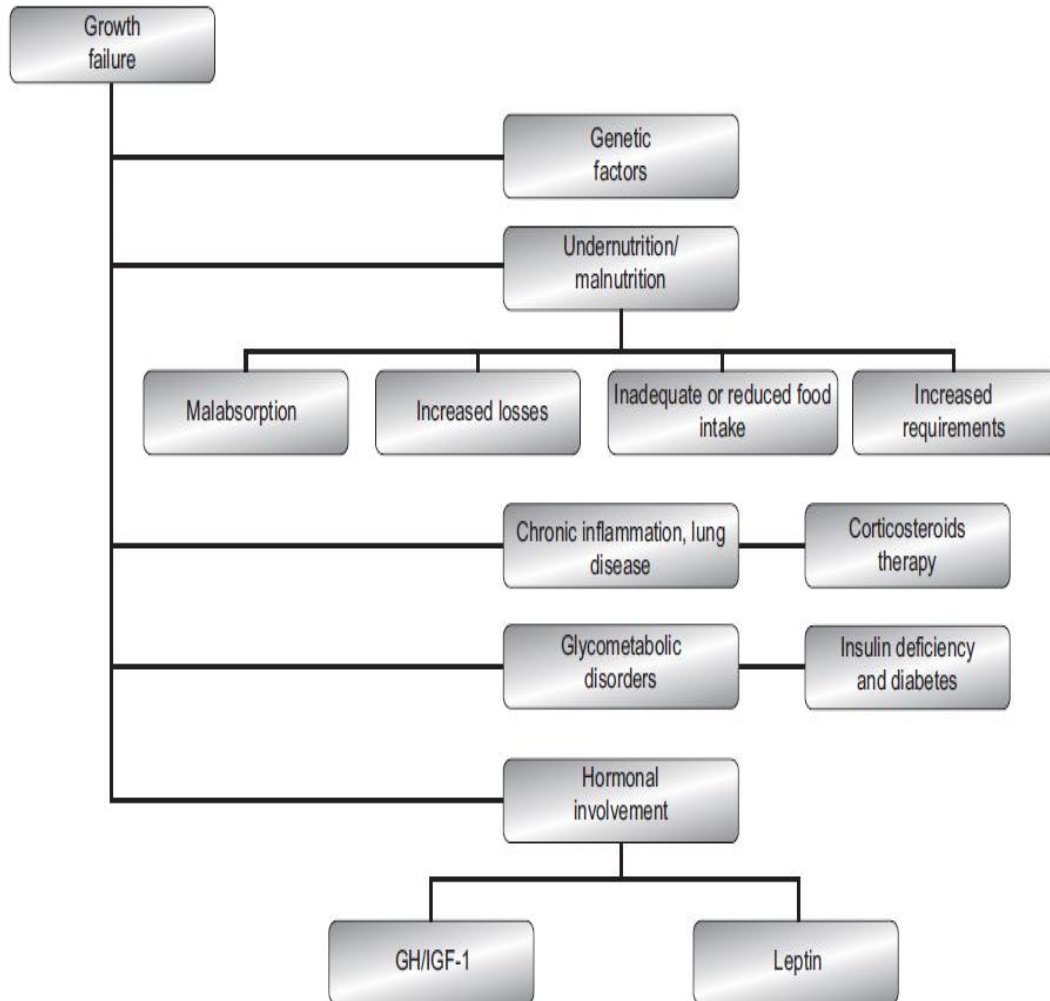 Growth
failure
Genetic
factors
Undernutrition/
malnutrition
Malabsorption
Increased losses
Inadequate or reduced food
intake
Increased
requirements
Chronic inflammation, lung
disease
Corticosteroids
therapy
Glycometabolic
disorders
Insulin deficiency
and diabetes
Hormonal
involvement
GH/IGF-1
Leptin